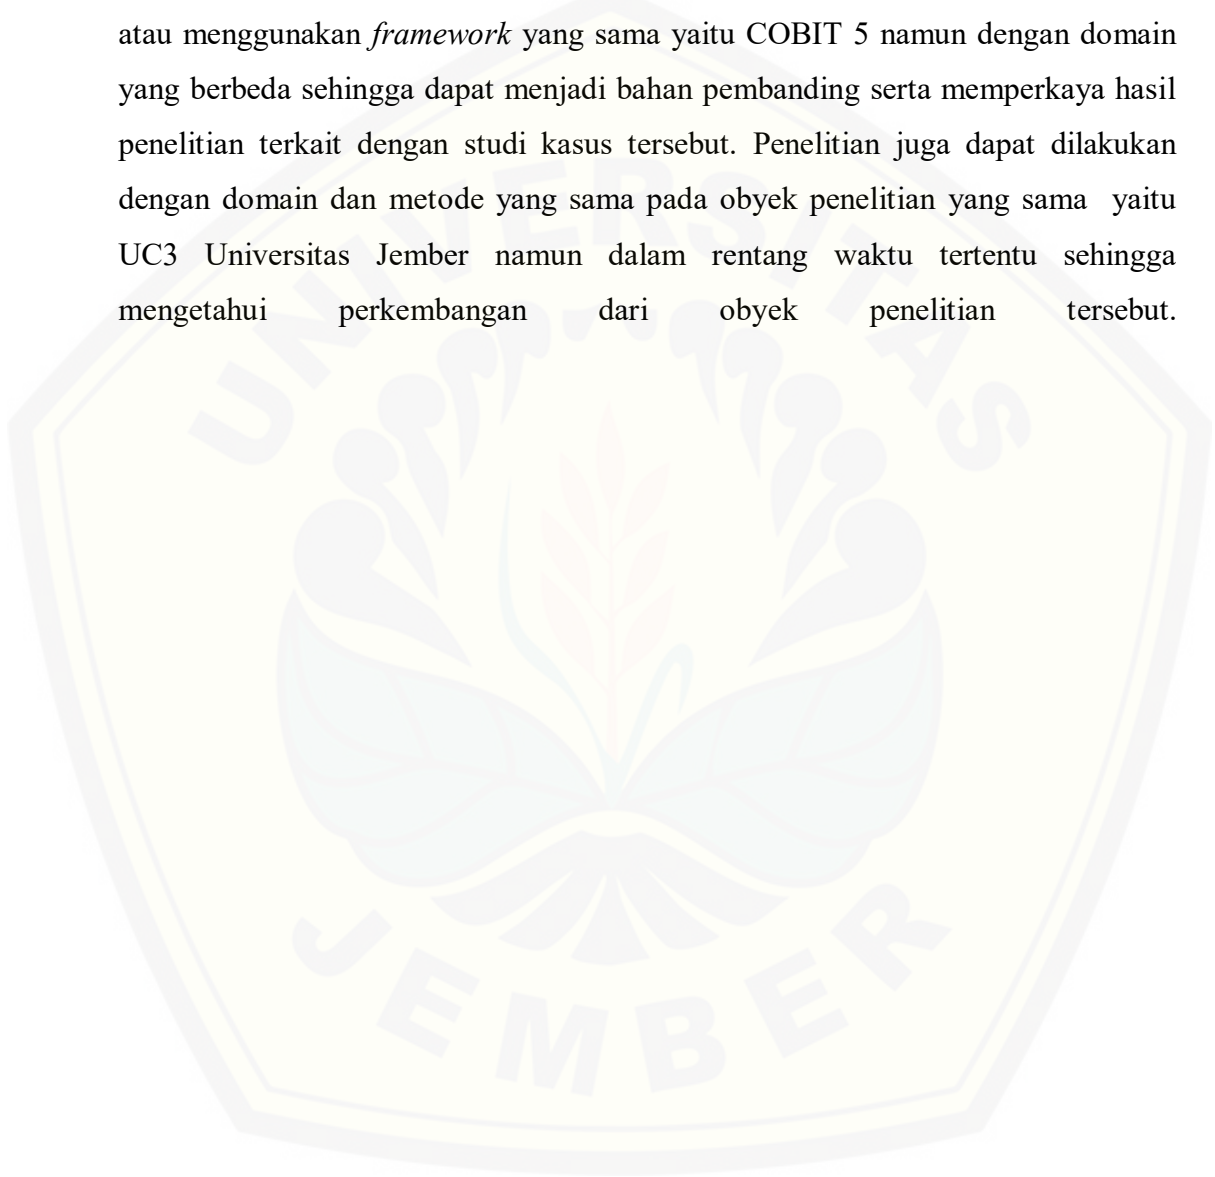 atau menggunakan framework yang sama yaitu COBIT 5 namun dengan domain
yang berbeda sehingga dapat menjadi bahan pembanding serta memperkaya hasil
penelitian terkait dengan studi kasus tersebut. Penelitian juga dapat dilakukan
dengan domain dan metode yang sama pada obyek penelitian yang sama yaitu
UC3 Universitas Jember namun dalam rentang waktu tertentu sehingga
mengetahui perkembangan dari obyek penelitian tersebut.
UNIVERSITAS
JEMBER